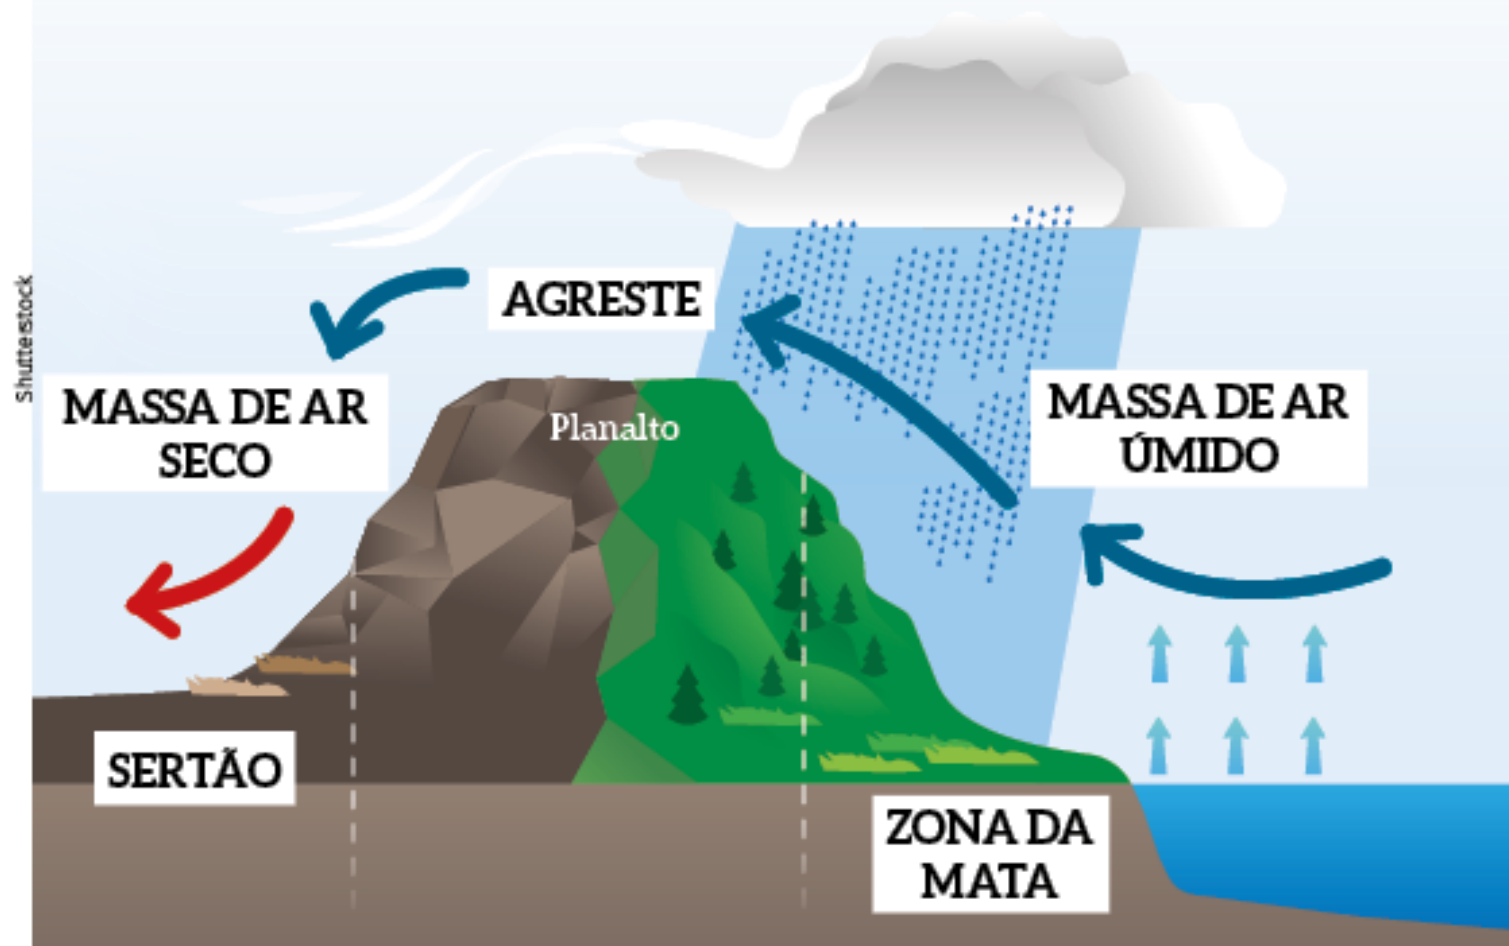 Shutterstock
AGRESTE
MASSA DE AR
SECO
Planalto
MASSA DE AR
ÚMIDO
SERTÃO
ZONA DA
MATA